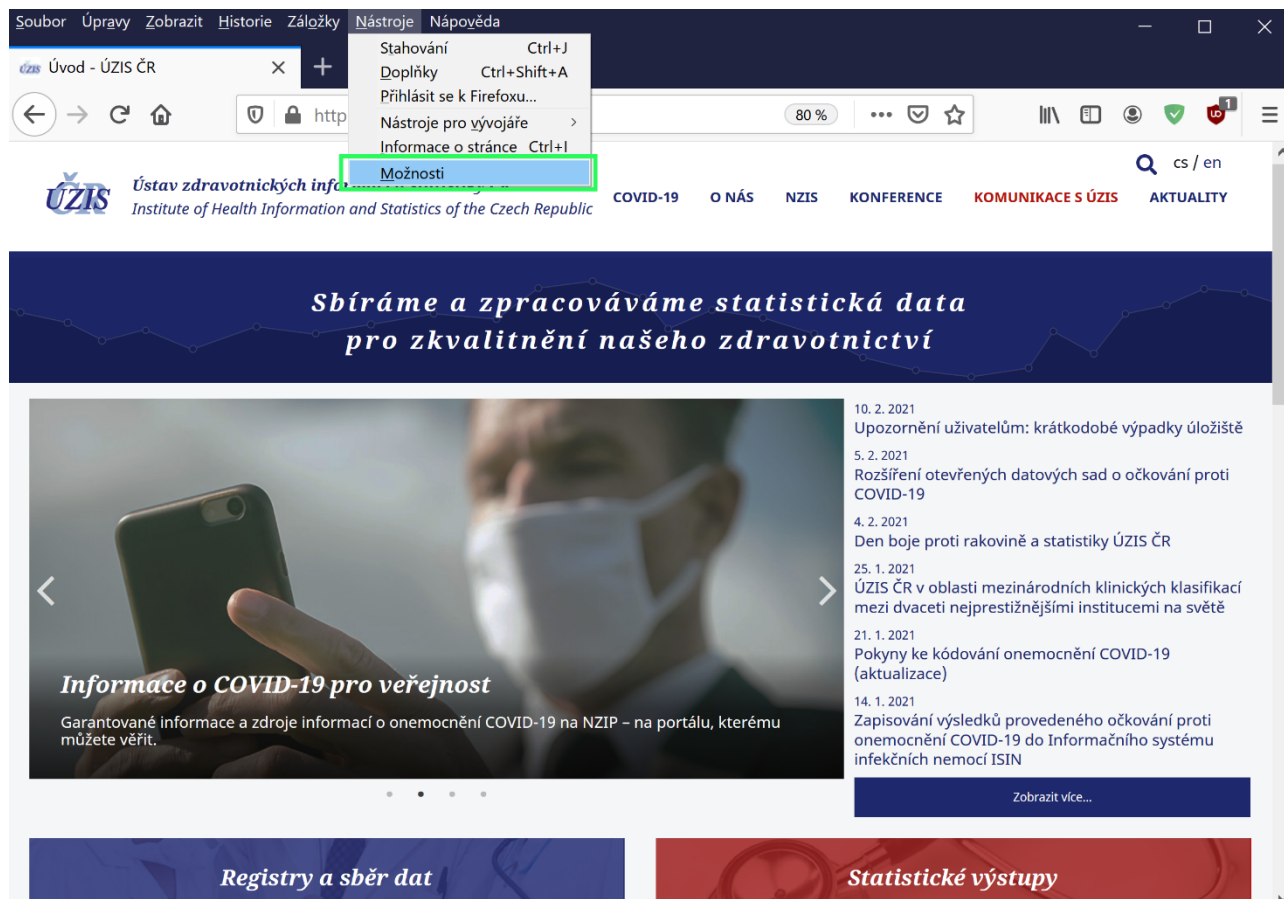 Soubor Úpravy Zobrazit Historie Záložky Nástroje Nápověda
Úvod - ÚZIS ČR
Stahování Ctrl+J
Doplňky Ctrl+Shift+A
Přihlásit se k Firefoxu...
Nástroje pro vývojáře
Informace o stránce Ctrl+I
Možnosti
http
80 %
1
cs / en
ÚZIS
Ústav zdravotnických
Institute of Health Information and Statistics of the Czech Republic
COVID-19 O NÁS NZIS KONFERENCE KOMUNIKACE S ÚZIS AKTUALITY
Sbíráme a zpracováváme statistická data
pro zkvalitnění našeho zdravotnictví
Informace o COVID-19 pro veřejnost
Garantované informace a zdroje informací o onemocnění COVID-19 na NZIP – na portálu, kterému
můžete věřit.
10. 2. 2021
Upozornění uživatelům: krátkodobé výpadky úložiště
5. 2. 2021
Rozšíření otevřených datových sad o očkování proti
COVID-19
4. 2. 2021
Den boje proti rakovině a statistiky ÚZIS ČR
25. 1. 2021
ÚZIS ČR v oblasti mezinárodních klinických klasifikací
mezi dvaceti nejprestižnějšími institucemi na světě
21. 1. 2021
Pokyny ke kódování onemocnění COVID-19
(aktualizace)
14. 1. 2021
Zapisování výsledků provedeného očkování proti
onemocnění COVID-19 do Informačního systému
infekčních nemocí ISIN
Zobrazit více...
Registry a sběr dat
Statistické výstupy